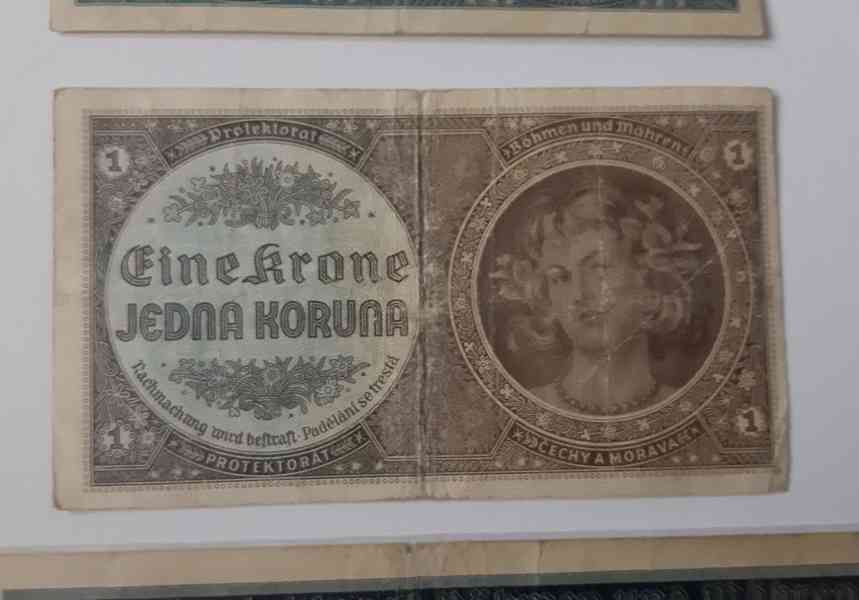 Protektorat
Böhmen und Mähren
1
1
Eine Krone
JEDNA KORUNA
Nachmachung wird bestraft · Padělání se trestá
1
1
PROTEKTORÁT
ČECHY A MORAVA